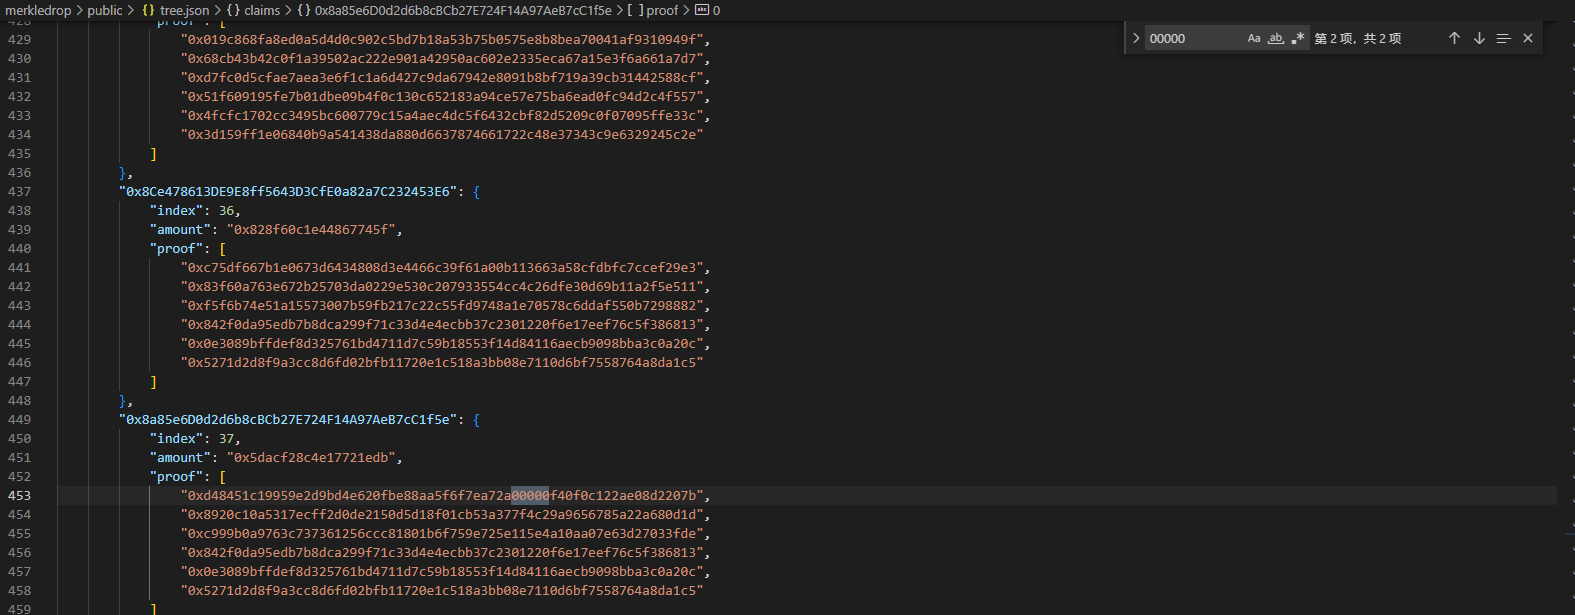 merkledrop > public > {} tree.json > {} claims > {} 0x8a85e6D0d2d6b8cBCb27E724F14A97AeB7cC1f5e > [ ] proof > abc 0
00000 Aa ab, .* 第 2 项, 共 2 项
428 "proof": [
429 "0x019c868fa8ed0a5d4d0c902c5bd7b18a53b75b0575e8b8bea70041af9310949f",
430 "0x68cb43b42c0f1a39502ac222e901a42950ac602e2335eca67a15e3f6a661a7d7",
431 "0xd7fc0d5cfae7aea3e6f1c1a6d427c9da67942e8091b8bf719a39cb31442588cf",
432 "0x51f609195fe7b01dbe09b4f0c130c652183a94ce57e75ba6ead0fc94d2c4f557",
433 "0x4fcfc1702cc3495bc600779c15a4aec4dc5f6432cbf82d5209c0f07095ffe33c",
434 "0x3d159ff1e06840b9a541438da880d6637874661722c48e37343c9e6329245c2e"
435 ]
436 },
437 "0x8Ce478613DE9E8ff5643D3CfE0a82a7C232453E6": {
438 "index": 36,
439 "amount": "0x828f60c1e44867745f",
440 "proof": [
441 "0xc75df667b1e0673d6434808d3e4466c39f61a00b113663a58cfdbfc7ccef29e3",
442 "0x83f60a763e672b25703da0229e530c207933554cc4c26dfe30d69b11a2f5e511",
443 "0xf5f6b74e51a15573007b59fb217c22c55fd9748a1e70578c6ddaf550b7298882",
444 "0x842f0da95edb7b8dca299f71c33d4e4ecbb37c2301220f6e17eef76c5f386813",
445 "0x0e3089bffdef8d325761bd4711d7c59b18553f14d84116aecb9098bba3c0a20c",
446 "0x5271d2d8f9a3cc8d6fd02bfb11720e1c518a3bb08e7110d6bf7558764a8da1c5"
447 ]
448 },
449 "0x8a85e6D0d2d6b8cBCb27E724F14A97AeB7cC1f5e": {
450 "index": 37,
451 "amount": "0x5dacf28c4e17721edb",
452 "proof": [
453 "0xd48451c19959e2d9bd4e620fbe88aa5f6f7ea72a00000f40f0c122ae08d2207b",
454 "0x8920c10a5317ecff2d0de2150d5d18f01cb53a377f4c29a9656785a22a680d1d",
455 "0xc999b0a9763c737361256ccc81801b6f759e725e115e4a10aa07e63d27033fde",
456 "0x842f0da95edb7b8dca299f71c33d4e4ecbb37c2301220f6e17eef76c5f386813",
457 "0x0e3089bffdef8d325761bd4711d7c59b18553f14d84116aecb9098bba3c0a20c",
458 "0x5271d2d8f9a3cc8d6fd02bfb11720e1c518a3bb08e7110d6bf7558764a8da1c5"
459 ]